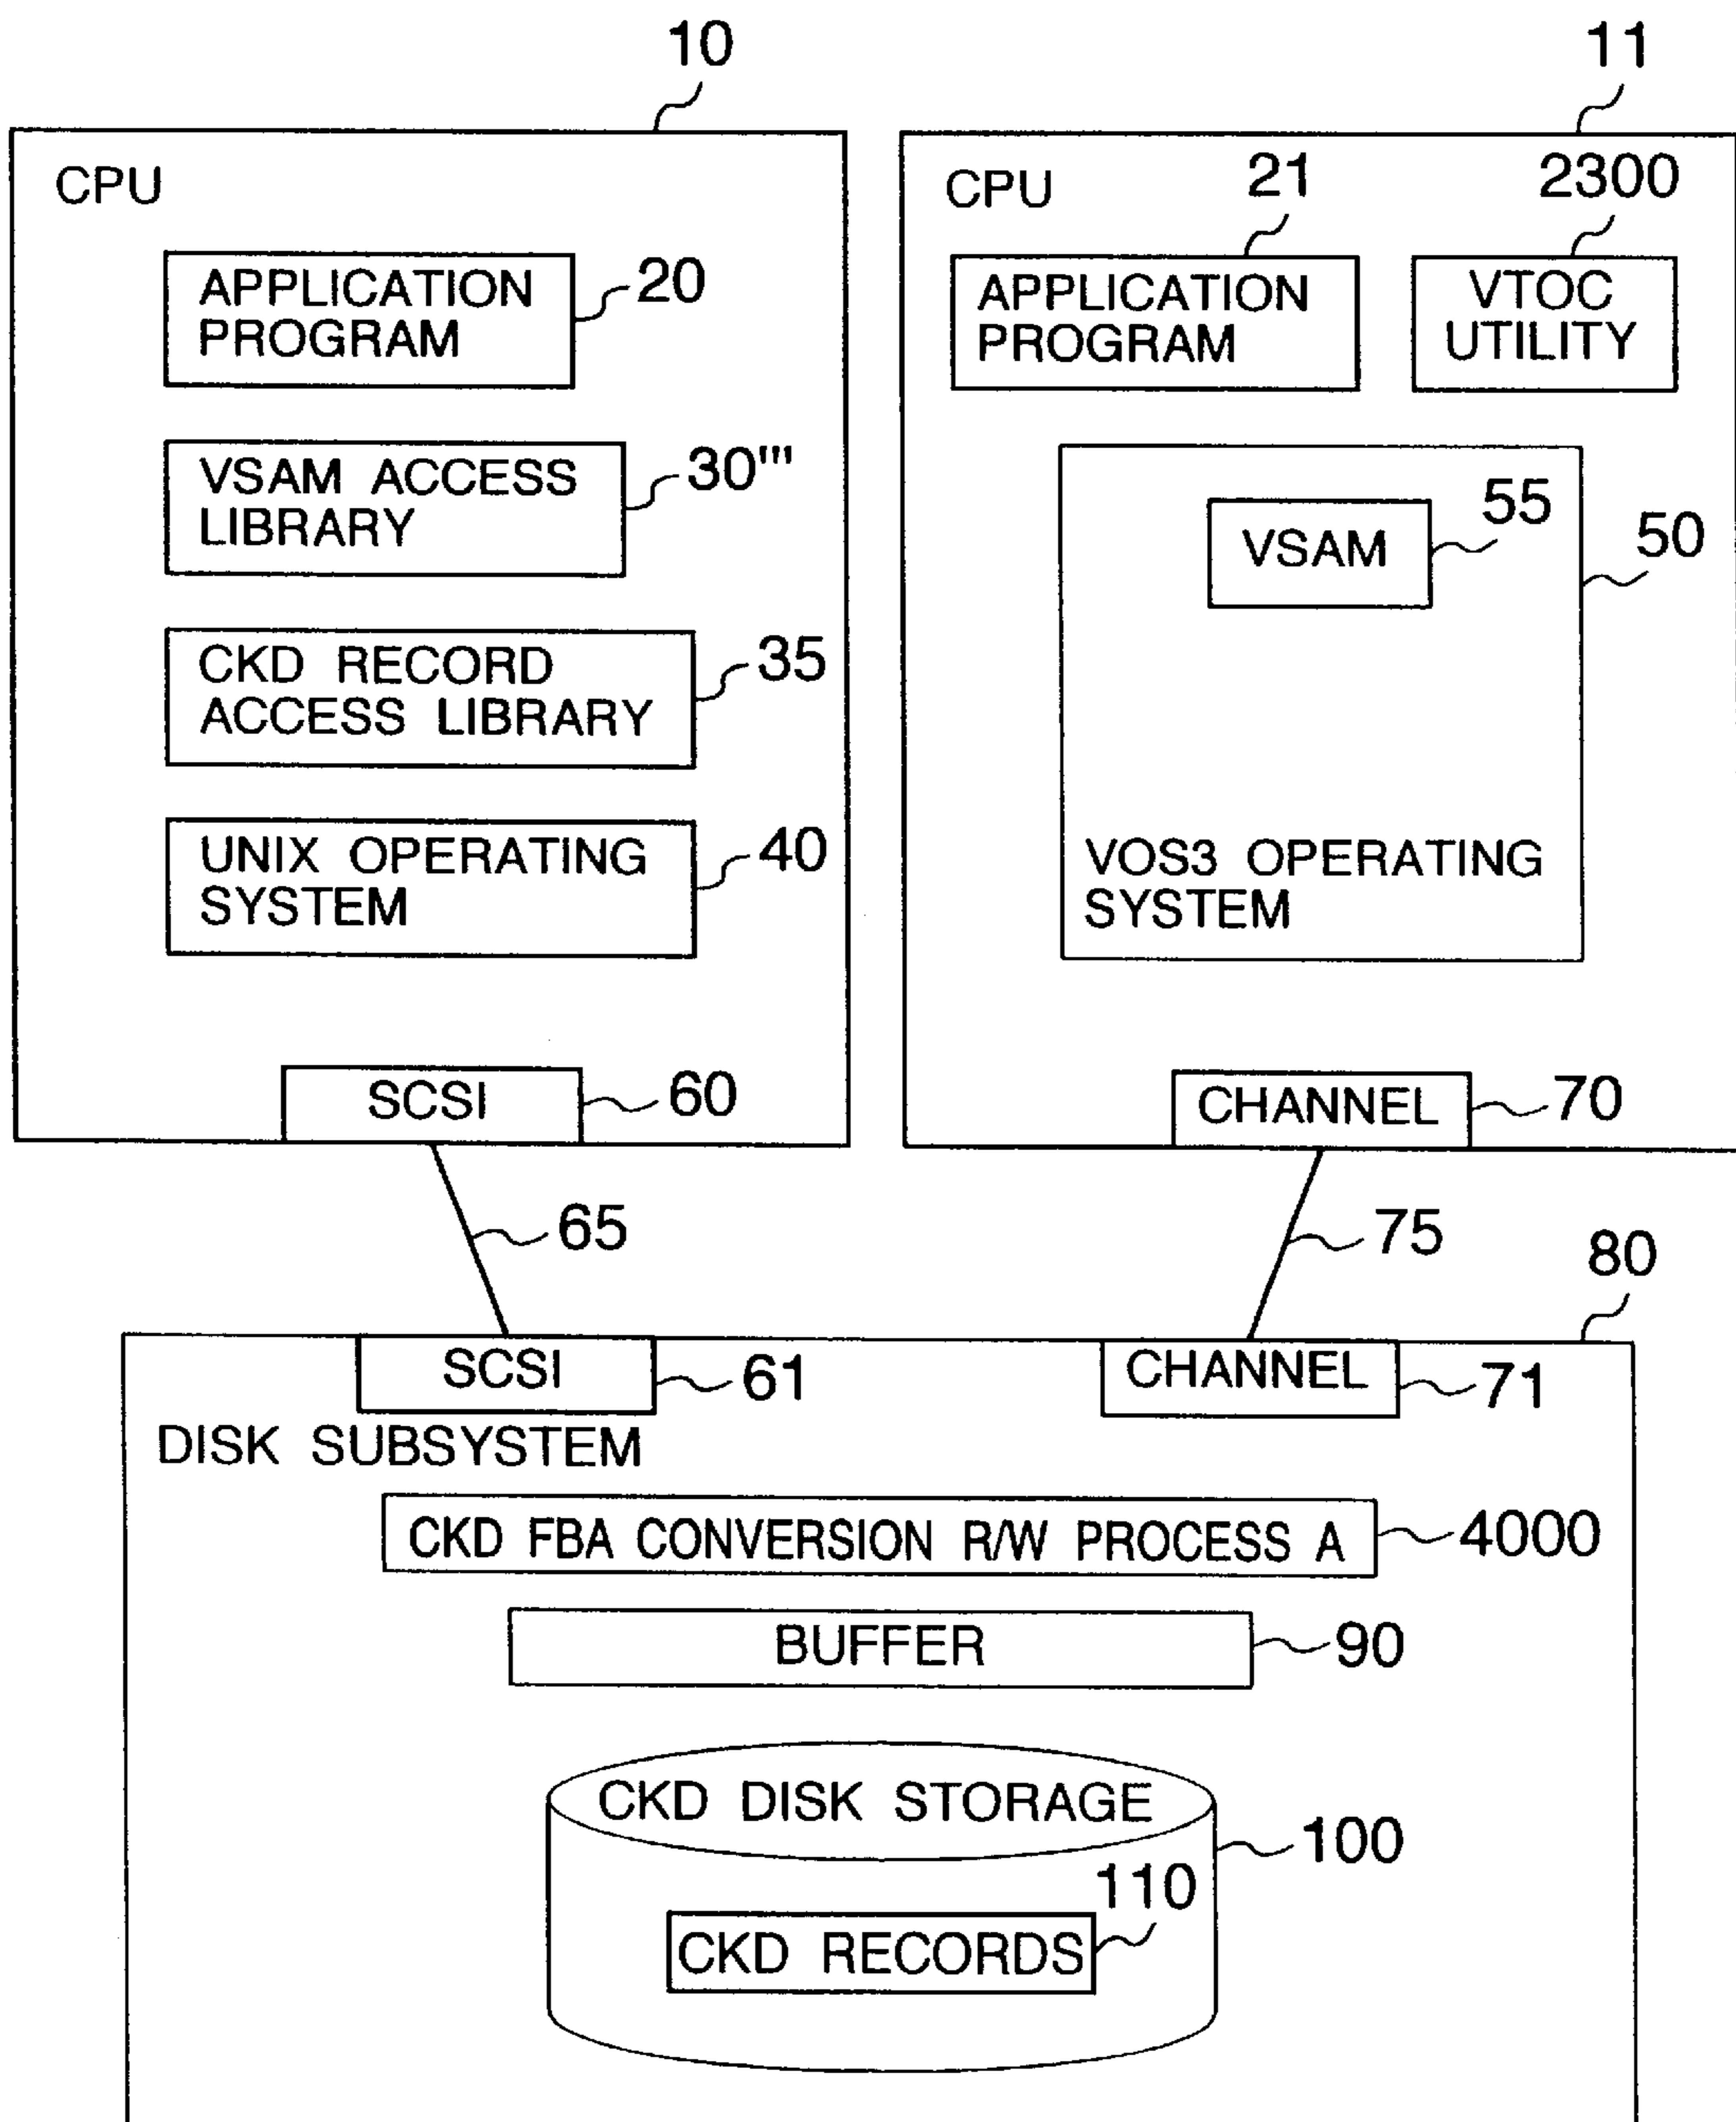 10
11
CPU
APPLICATION
PROGRAM
20
VSAM ACCESS
LIBRARY
30'''
CKD RECORD
ACCESS LIBRARY
35
UNIX OPERATING
SYSTEM
40
SCSI
60
CPU
21
2300
APPLICATION
PROGRAM
VTOC
UTILITY
VSAM
55
50
VOS3 OPERATING
SYSTEM
CHANNEL
70
65
75
80
SCSI
61
CHANNEL
71
DISK SUBSYSTEM
CKD FBA CONVERSION R/W PROCESS A
4000
BUFFER
90
CKD DISK STORAGE
100
110
CKD RECORDS